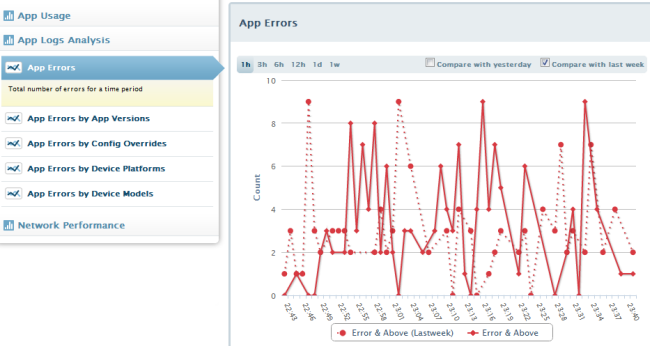 App Usage
App Logs Analysis
App Errors
Total number of errors for a time period
App Errors by App Versions
App Errors by Config Overrides
App Errors by Device Platforms
App Errors by Device Models
Network Performance
App Errors
1h 3h 6h 12h 1d 1w
Compare with yesterday
Compare with last week
Count
10
8
6
4
2
0
22:43 22:46 22:49 22:52 22:55 22:58 23:01 23:04 23:07 23:10 23:13 23:16 23:19 23:22 23:25 23:28 23:31 23:34 23:37 23:40
Error & Above (Lastweek)
Error & Above